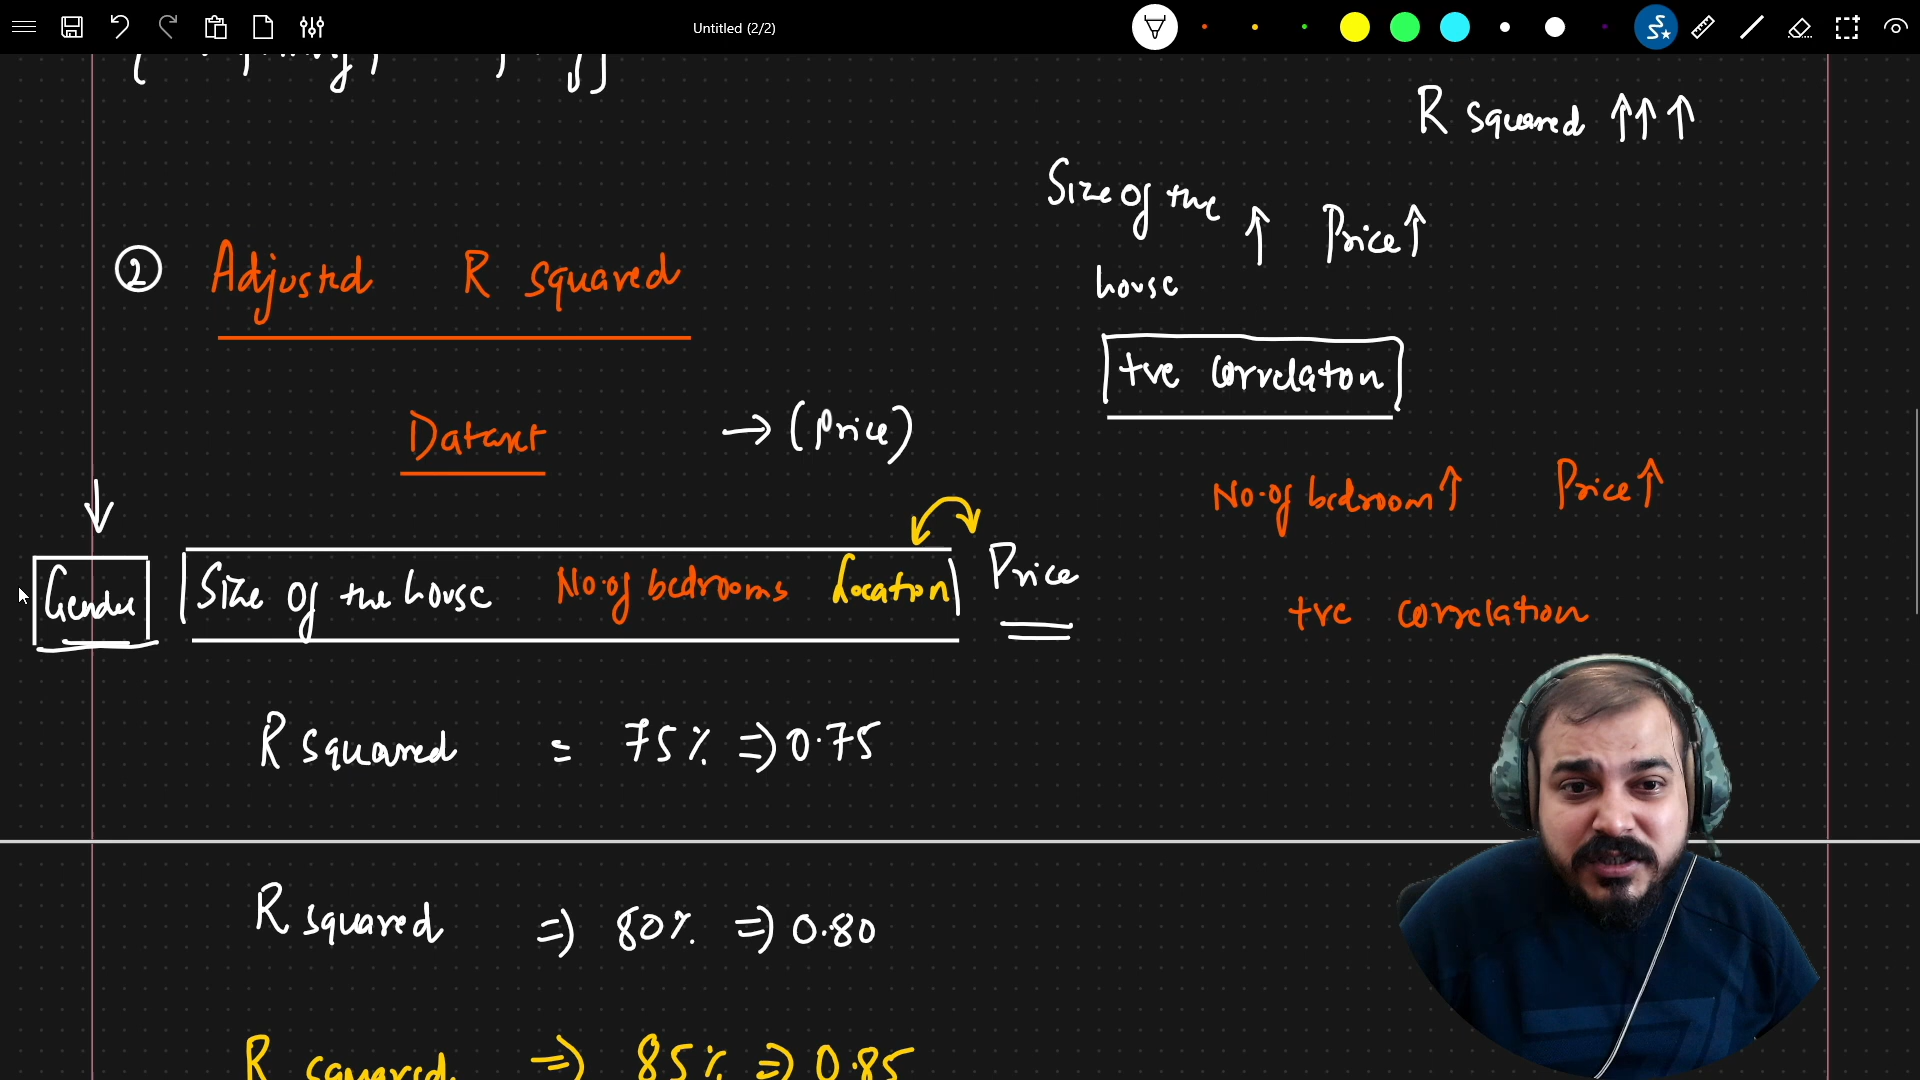 Untitled (2/2)
R squared ↑↑↑
Size of the ↑ Price ↑
house
② Adjusted R squared
+ve correlation
Dataset → (Price)
No. of bedroom ↑ Price ↑
Gender Size of the house No. of bedrooms Location Price
+ve correlation
R squared = 75% ⇒ 0.75
R squared ⇒ 80% ⇒ 0.80
R squared ⇒ 85% ⇒ 0.85